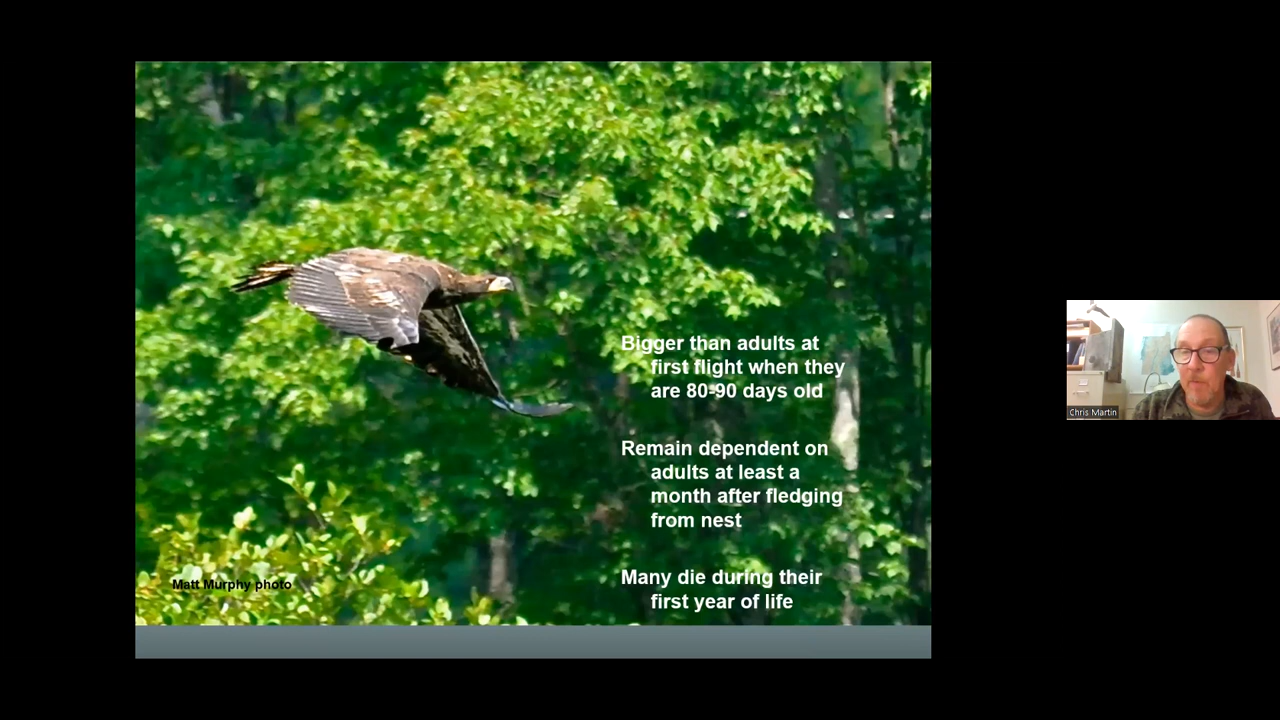 Bigger than adults at
first flight when they
are 80-90 days old
Remain dependent on
adults at least a
month after fledging
from nest
Many die during their
first year of life
Matt Murphy photo
Chris Martin